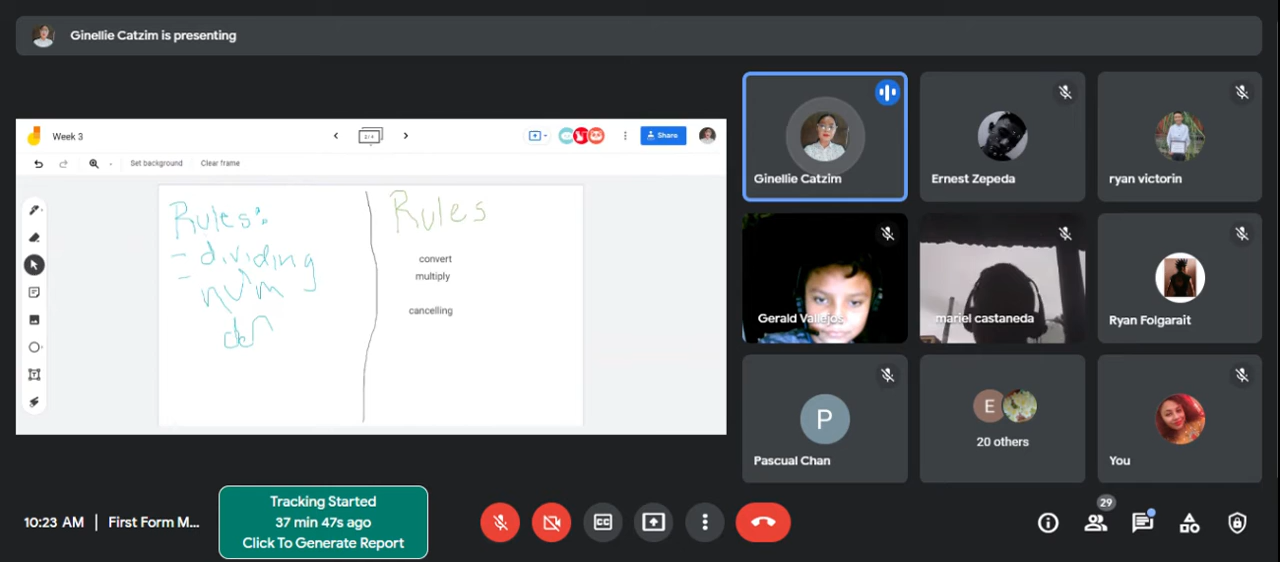 Ginellie Catzim is presenting
Week 3
2/4
Share
Set background
Clear frame
Rules:
- dividing
- num
den
Rules
convert
multiply
cancelling
Ginellie Catzim
Ernest Zepeda
ryan victorin
Gerald Vallejos
mariel castaneda
Ryan Folgarait
P
Pascual Chan
E
20 others
You
10:23 AM | First Form M...
Tracking Started
37 min 47s ago
Click To Generate Report
CC
29